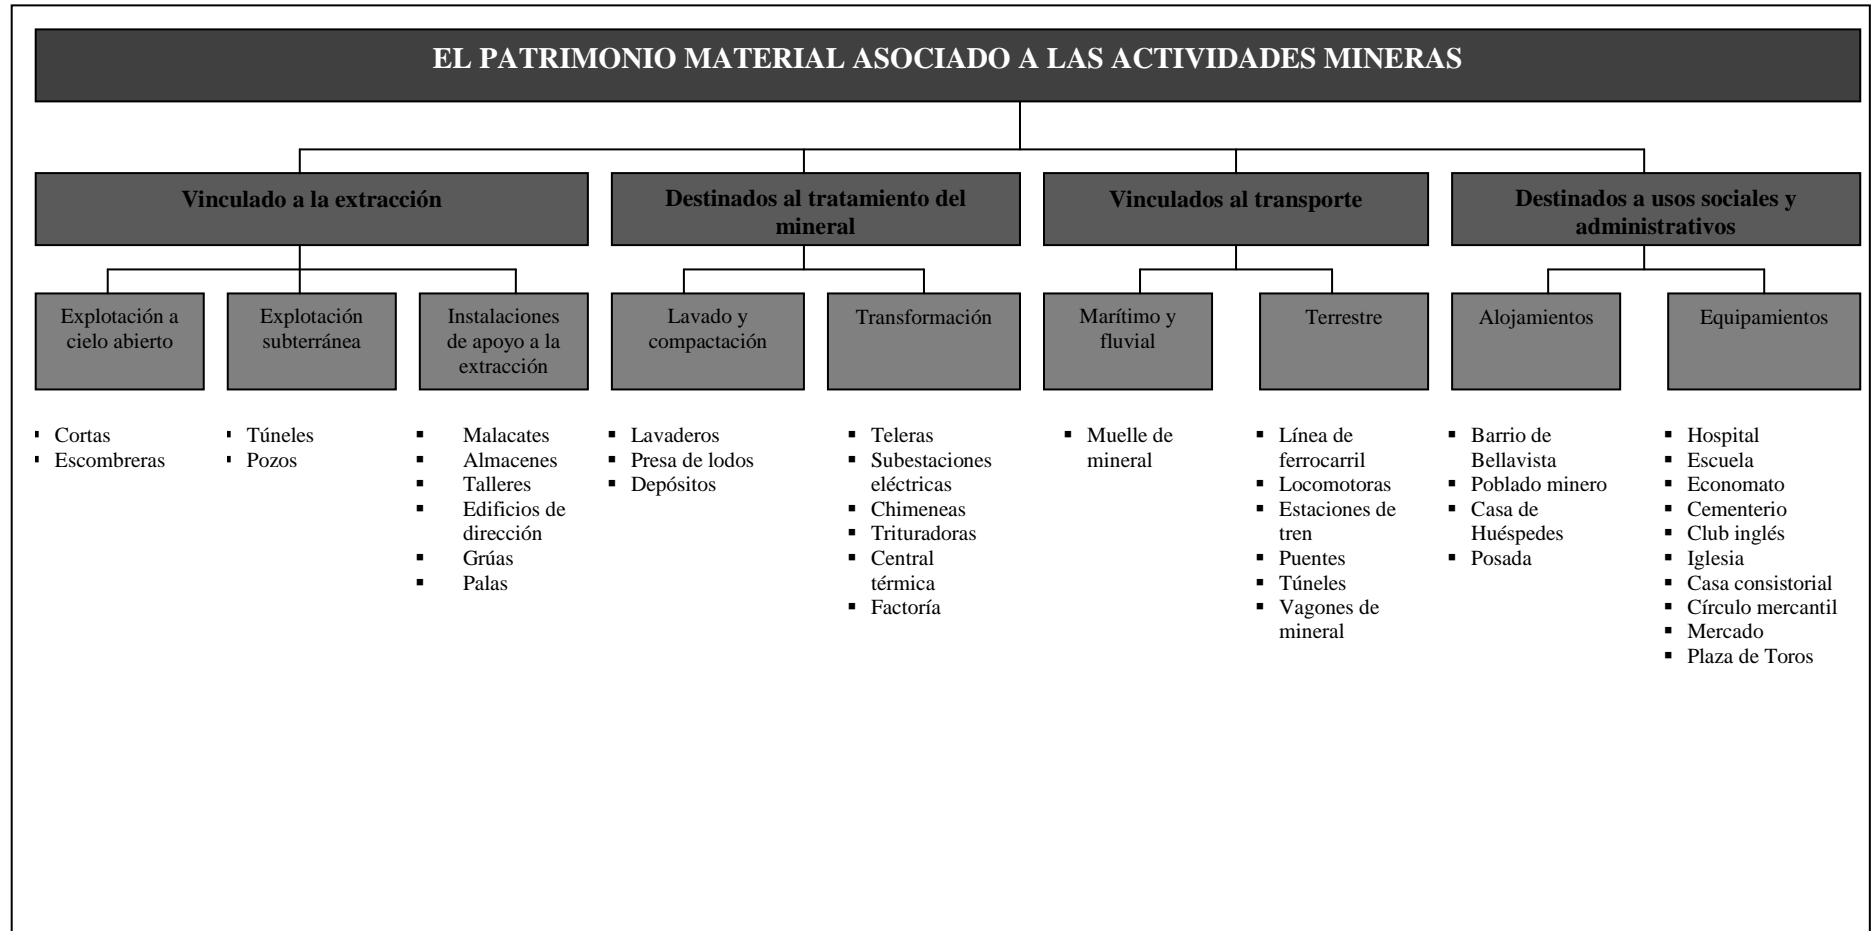 EL PATRIMONIO MATERIAL ASOCIADO A LAS ACTIVIDADES MINERAS
Vinculado a la extracción
Destinados al tratamiento del
mineral
Vinculados al transporte
Destinados a usos sociales y
administrativos
Explotación a
cielo abierto
Explotación
subterránea
Instalaciones
de apoyo a la
extracción
Lavado y
compactación
Transformación
Marítimo y
fluvial
Terrestre
Alojamientos
Equipamientos
▪ Cortas
▪ Escombreras
▪ Túneles
▪ Pozos
▪ Malacates
▪ Almacenes
▪ Talleres
▪ Edificios de
dirección
▪ Grúas
▪ Palas
▪ Lavaderos
▪ Presa de lodos
▪ Depósitos
▪ Teleras
▪ Subestaciones
eléctricas
▪ Chimeneas
▪ Trituradoras
▪ Central
térmica
▪ Factoría
▪ Muelle de
mineral
▪ Línea de
ferrocarril
▪ Locomotoras
▪ Estaciones de
tren
▪ Puentes
▪ Túneles
▪ Vagones de
mineral
▪ Barrio de
Bellavista
▪ Poblado minero
▪ Casa de
Huéspedes
▪ Posada
▪ Hospital
▪ Escuela
▪ Economato
▪ Cementerio
▪ Club inglés
▪ Iglesia
▪ Casa consistorial
▪ Círculo mercantil
▪ Mercado
▪ Plaza de Toros